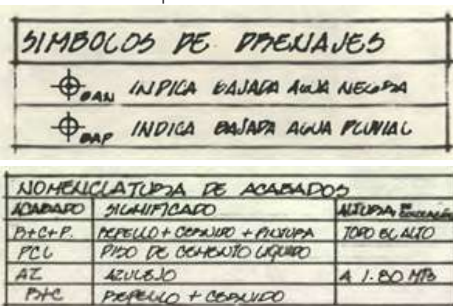 SIMBOLOS DE DRENAJES
BAN INDICA BAJADA AGUA NEGRA
BAP INDICA BAJADA AGUA PLUVIAL
NOMENCLATURA DE ACABADOS
ACABADO SIGNIFICADO ALTURA DE COLOCACIÓN
R+C+P. REPELLO + CERNIDO + PINTURA TODO EL ALTO
PCL PISO DE CEMENTO LIQUIDO
AZ AZULEJO A 1.80 MTS
R+C REPELLO + CERNIDO